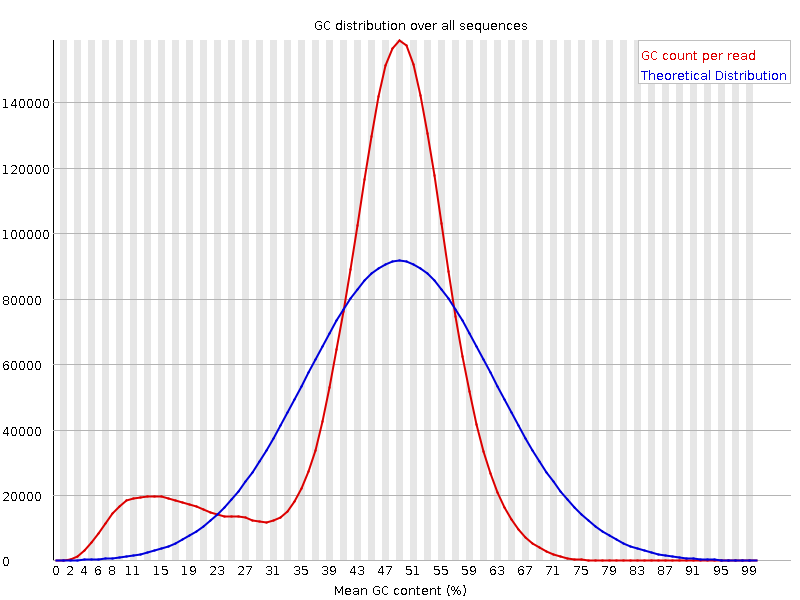 GC distribution over all sequences
GC count per read
Theoretical Distribution
140000
120000
100000
80000
60000
40000
20000
0
0 2 4 6 8 11 15 19 23 27 31 35 39 43 47 51 55 59 63 67 71 75 79 83 87 91 95 99
Mean GC content (%)